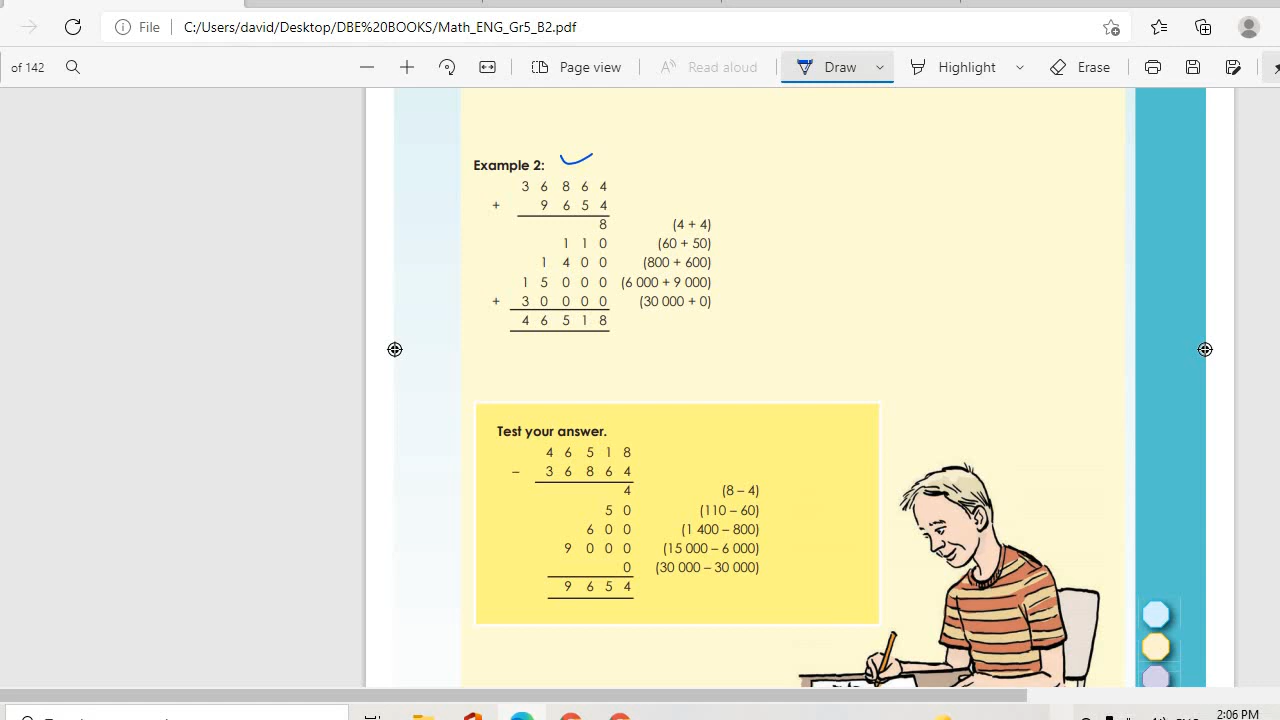 File C:/Users/david/Desktop/DBE%20BOOKS/Math_ENG_Gr5_B2.pdf
of 142 Page view Read aloud Draw Highlight Erase
Example 2:
3 6 8 6 4
+ 9 6 5 4
8 (4 + 4)
1 1 0 (60 + 50)
1 4 0 0 (800 + 600)
1 5 0 0 0 (6 000 + 9 000)
+ 3 0 0 0 0 (30 000 + 0)
4 6 5 1 8
Test your answer.
4 6 5 1 8
– 3 6 8 6 4
4 (8 – 4)
5 0 (110 – 60)
6 0 0 (1 400 – 800)
9 0 0 0 (15 000 – 6 000)
0 (30 000 – 30 000)
9 6 5 4
2:06 PM